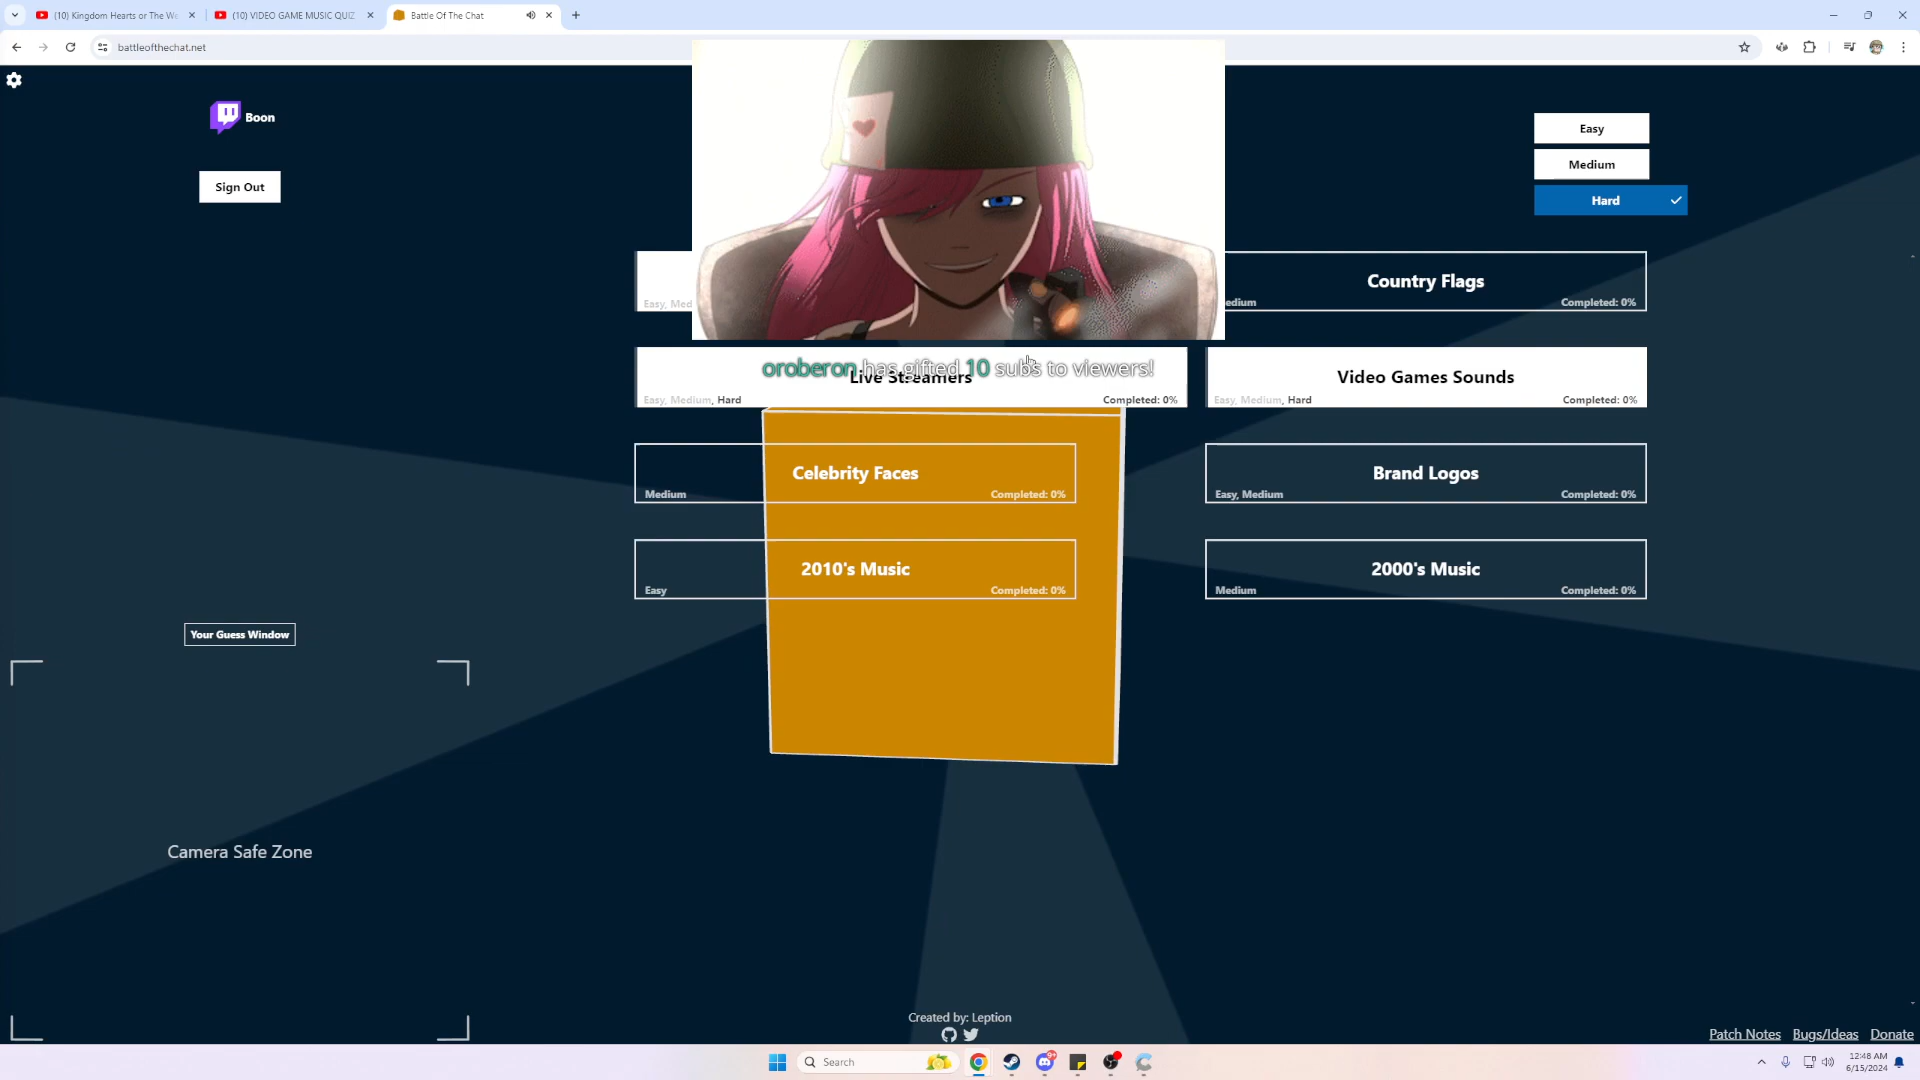 (10) Kingdom Hearts or The We
(10) VIDEO GAME MUSIC QUIZ
Battle Of The Chat
battleofthechat.net
Boon
Sign Out
Easy
Medium
Hard
Easy, Med
Country Flags
edium
Completed: 0%
oroberon has gifted 10 subs to viewers!
Live Streamers
Easy, Medium, Hard
Completed: 0%
Video Games Sounds
Easy, Medium, Hard
Completed: 0%
Celebrity Faces
Medium
Completed: 0%
Brand Logos
Easy, Medium
Completed: 0%
2010's Music
Easy
Completed: 0%
2000's Music
Medium
Completed: 0%
Your Guess Window
Camera Safe Zone
Created by: Leption
Patch Notes Bugs/Ideas Donate
Search
9+
12:48 AM
6/15/2024